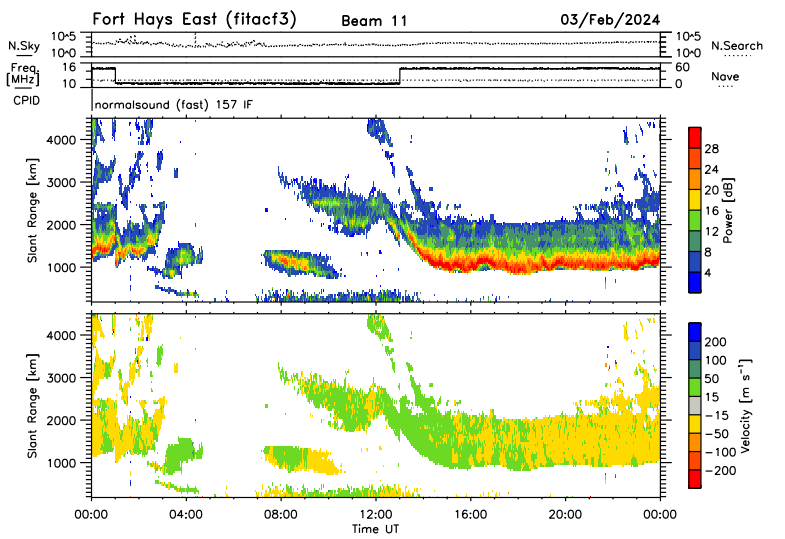 Fort Hays East (fitacf3) Beam 11 03/Feb/2024
N.Sky 10^5 10^0 10^5 10^0 N.Search
Freq. [MHz] 16 10 60 0 Nave
CPID normalsound (fast) 157 IF
Slant Range [km] 4000 3000 2000 1000
Power [dB] 28 24 20 16 12 8 4
Slant Range [km] 4000 3000 2000 1000
Velocity [m s⁻¹] 200 100 50 15 −15 −50 −100 −200
00:00 04:00 08:00 12:00 16:00 20:00 00:00
Time UT